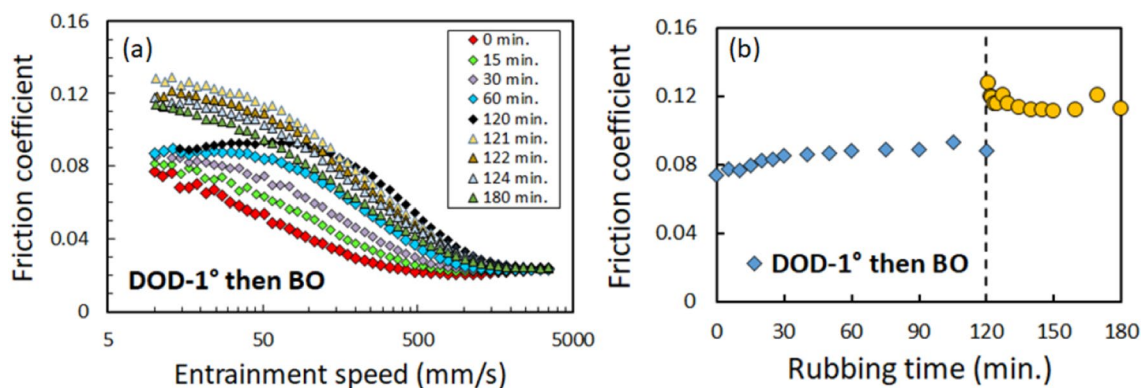 (a)
Friction coefficient
0.16
0.12
0.08
0.04
0
5
50
500
5000
Entrainment speed (mm/s)
0 min.
15 min.
30 min.
60 min.
120 min.
121 min.
122 min.
124 min.
180 min.
DOD-1° then BO
(b)
Friction coefficient
0.16
0.12
0.08
0.04
0
0
30
60
90
120
150
180
Rubbing time (min.)
DOD-1° then BO